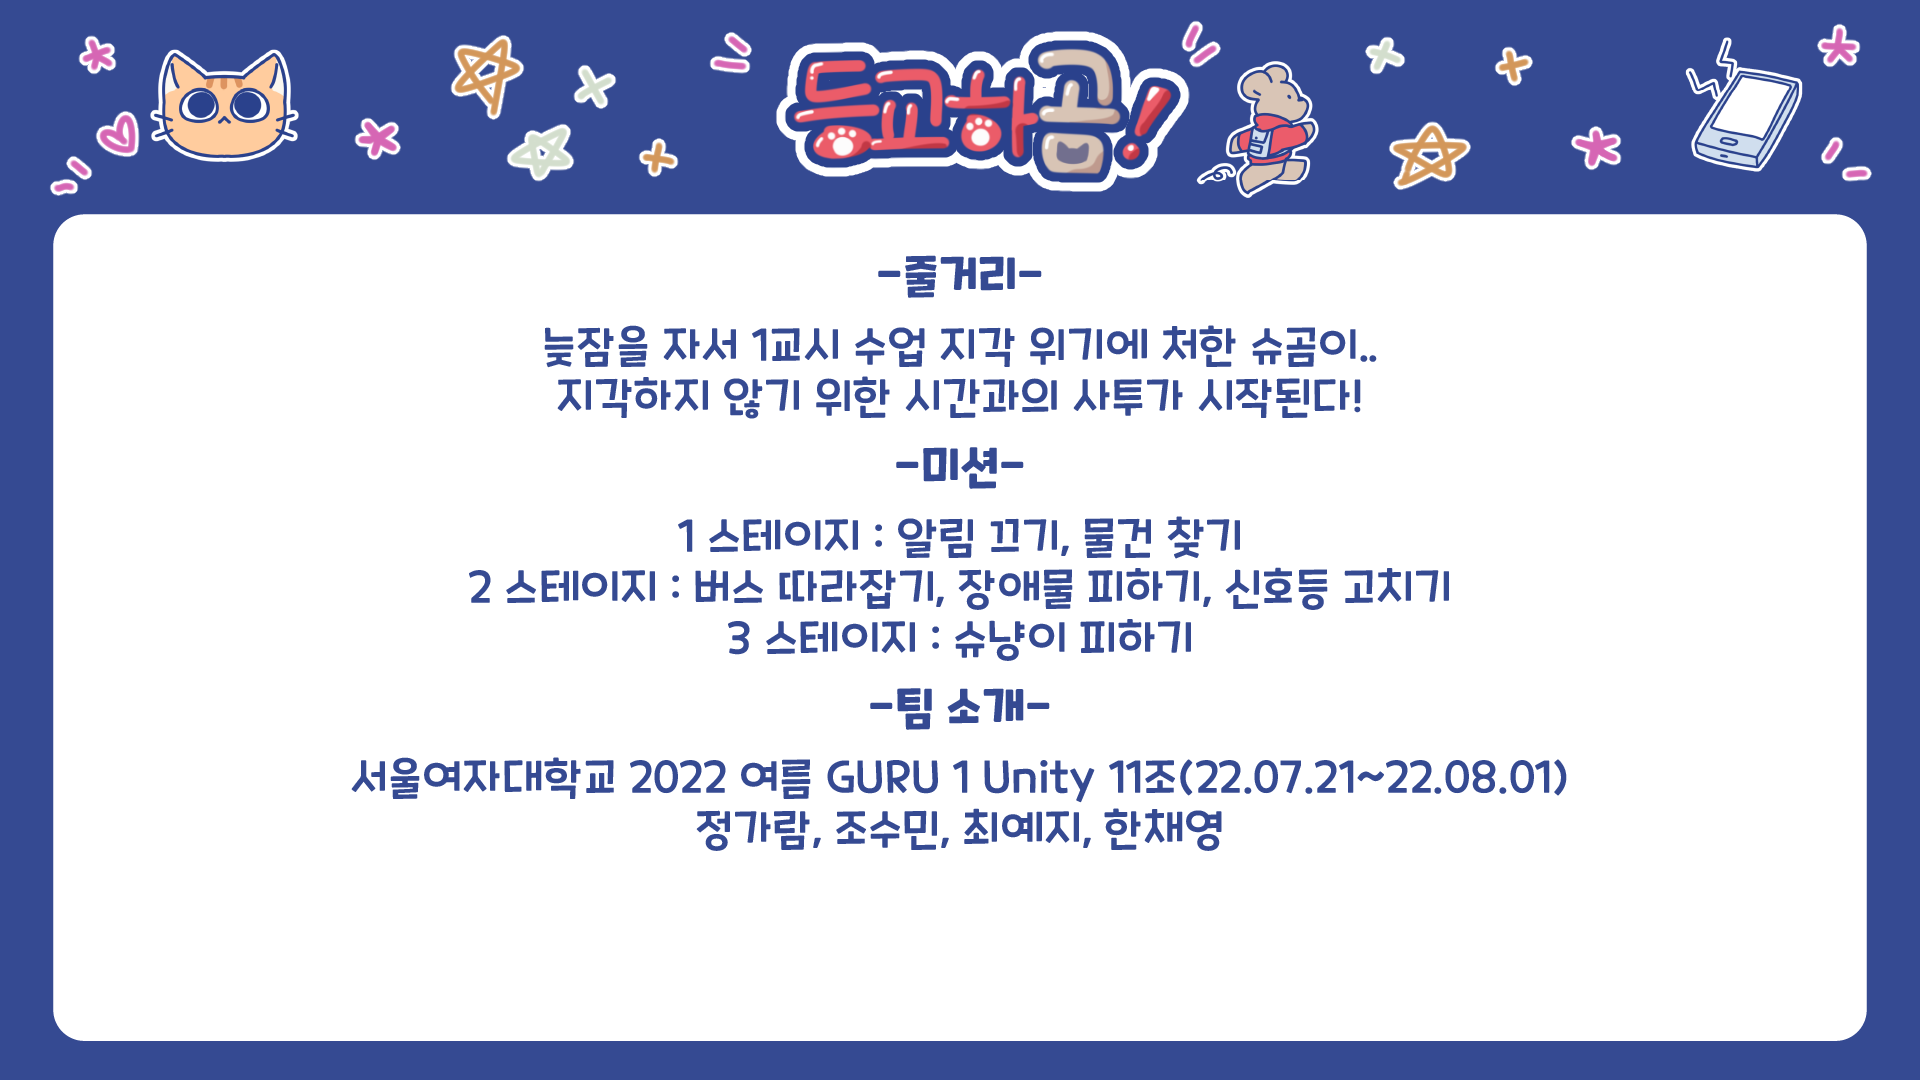 등교하곰!
-줄거리-
늦잠을 자서 1교시 수업 지각 위기에 처한 슈곰이..
지각하지 않기 위한 시간과의 사투가 시작된다!
-미션-
1 스테이지 : 알림 끄기, 물건 찾기
2 스테이지 : 버스 따라잡기, 장애물 피하기, 신호등 고치기
3 스테이지 : 슈냥이 피하기
-팀 소개-
서울여자대학교 2022 여름 GURU 1 Unity 11조(22.07.21~22.08.01)
정가람, 조수민, 최예지, 한채영